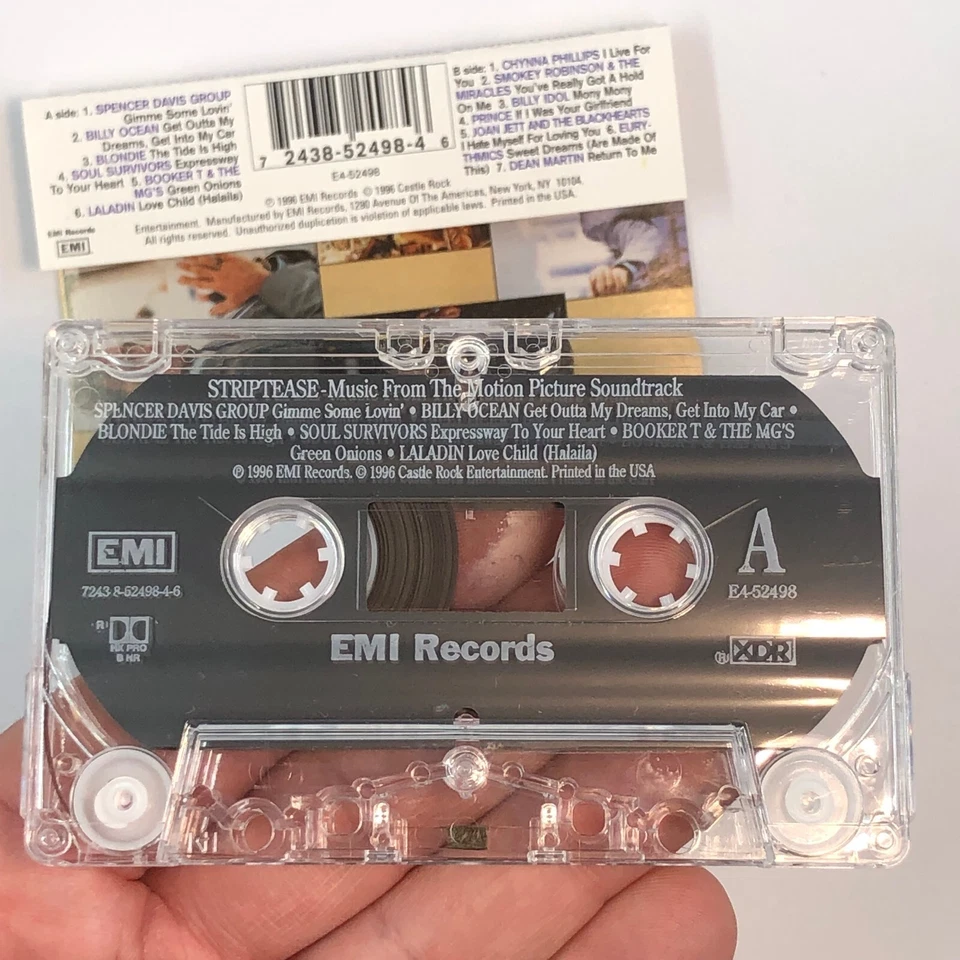 A side: 1. SPENCER DAVIS GROUP
Gimme Some Lovin'
2. BILLY OCEAN Get Outta My
Dreams, Get Into My Car
3. BLONDIE The Tide Is High
4. SOUL SURVIVORS Expressway
To Your Heart 5. BOOKER T & THE
MG'S Green Onions
6. LALADIN Love Child (Halaila)
7 2438-52498-4 6
E4-52498
B side: 1. CHYNNA PHILLIPS I Live For
You 2. SMOKEY ROBINSON & THE
MIRACLES You've Really Got A Hold
On Me 3. BILLY IDOL Mony Mony
4. PRINCE If I Was Your Girlfriend
5. JOAN JETT AND THE BLACKHEARTS
I Hate Myself For Loving You 6. EURY-
THMICS Sweet Dreams (Are Made Of
This) 7. DEAN MARTIN Return To Me
EMI Records
EMI
℗ 1996 EMI Records © 1996 Castle Rock
Entertainment. Manufactured by EMI Records, 1290 Avenue Of The Americas, New York, NY 10104.
All rights reserved. Unauthorized duplication is violation of applicable laws. Printed in the USA.
STRIPTEASE-Music From The Motion Picture Soundtrack
SPENCER DAVIS GROUP Gimme Some Lovin' • BILLY OCEAN Get Outta My Dreams, Get Into My Car •
BLONDIE The Tide Is High • SOUL SURVIVORS Expressway To Your Heart • BOOKER T & THE MG'S
Green Onions • LALADIN Love Child (Halaila)
℗ 1996 EMI Records. © 1996 Castle Rock Entertainment. Printed in the USA
EMI
7243 8-52498-4-6
A
E4-52498
®
HX PRO
B NR
EMI Records
® XDR